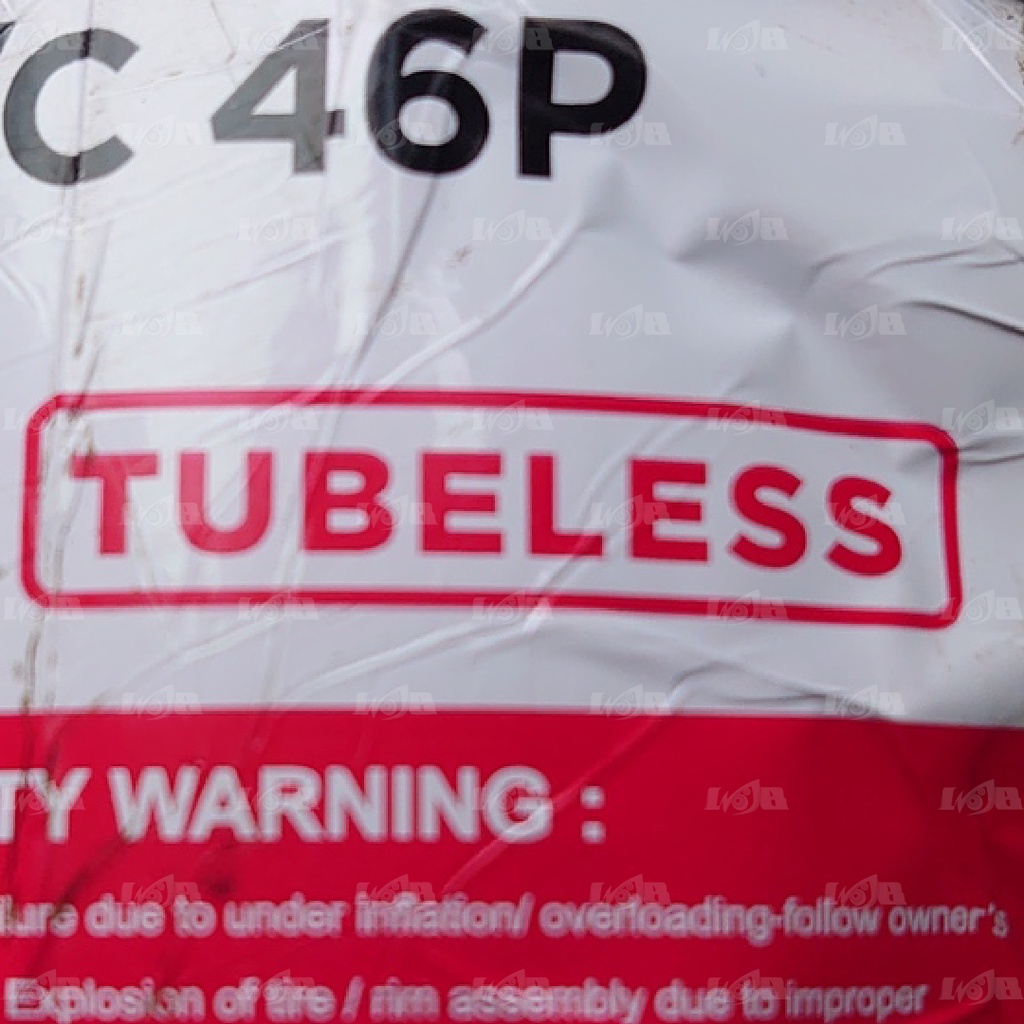 C 46P
TUBELESS
TY WARNING :
lure due to under inflation/ overloading-follow owner's
Explosion of tire / rim assembly due to improper